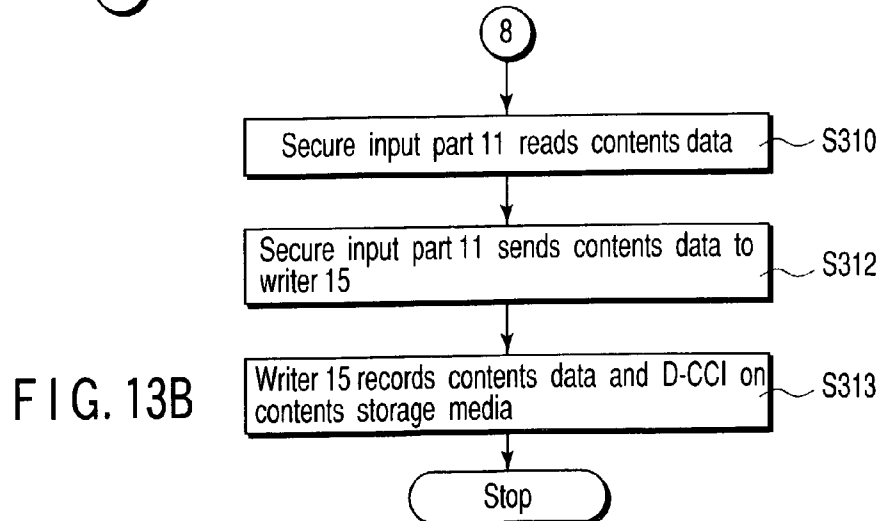 8
Secure input part 11 reads contents data
S310
Secure input part 11 sends contents data to
writer 15
S312
Writer 15 records contents data and D-CCI on
contents storage media
S313
FIG. 13B
Stop